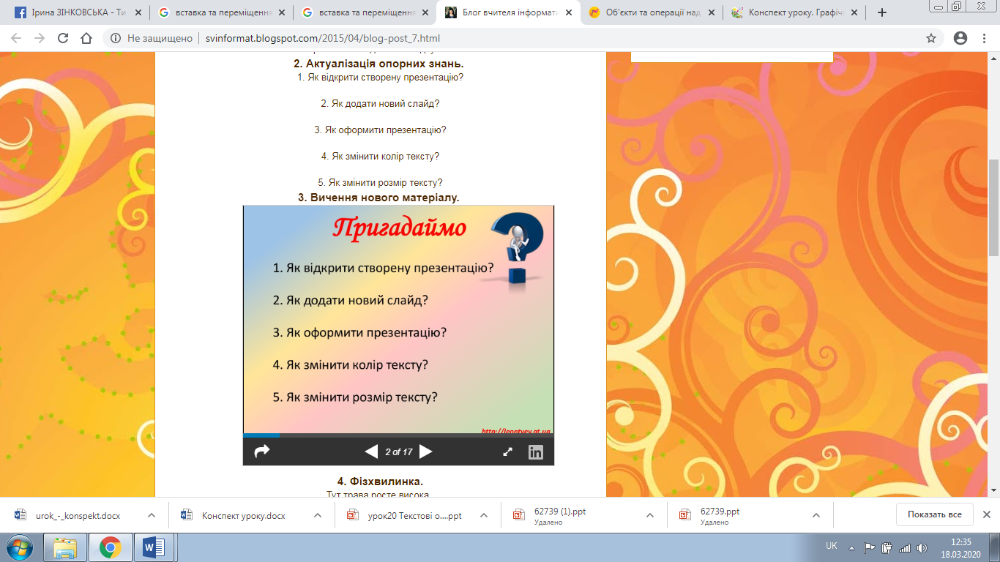 Ірина ЗІНКОВСЬКА - Ти
вставка та переміщення
вставка та переміщення
Блог вчителя інформати
Об'єкти та операції над
Конспект уроку. Графіч
Не защищено
svinformat.blogspot.com/2015/04/blog-post_7.html
2. Актуалізація опорних знань.
1. Як відкрити створену презентацію?
2. Як додати новий слайд?
3. Як оформити презентацію?
4. Як змінити колір тексту?
5. Як змінити розмір тексту?
3. Вичення нового матеріалу.
Пригадаймо
1. Як відкрити створену презентацію?
2. Як додати новий слайд?
3. Як оформити презентацію?
4. Як змінити колір тексту?
5. Як змінити розмір тексту?
http://leontyev.at.ua
2 of 17
in
4. Фізхвилинка.
Тут трава росте висока
urok_-_konspekt.docx
Конспект уроку.docx
урок20 Текстові о....ppt
62739 (1).ppt
Удалено
62739.ppt
Удалено
Показать все
UK
12:35
18.03.2020